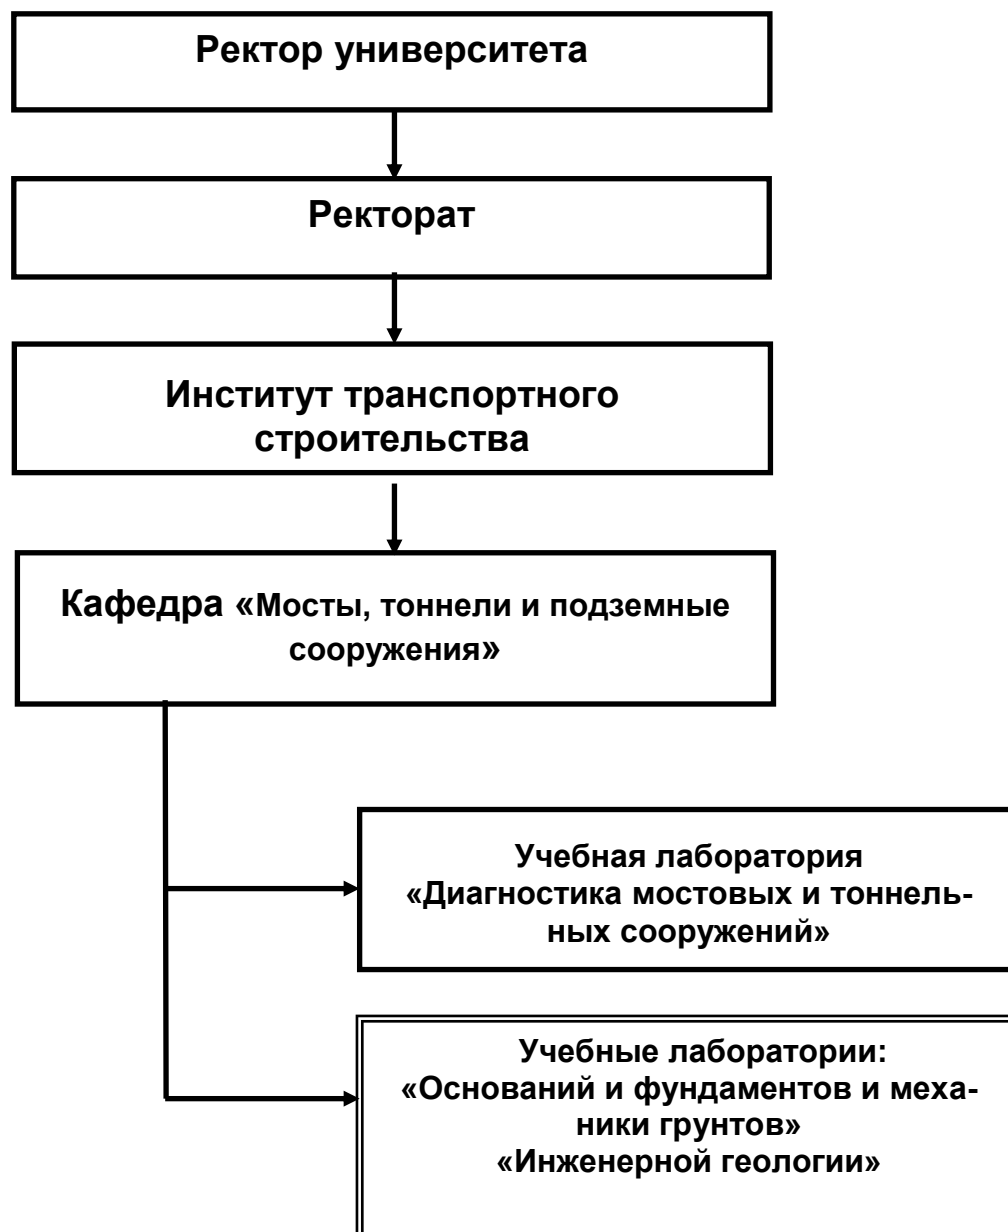 Ректор университета
Ректорат
Институт транспортного
строительства
Кафедра «Мосты, тоннели и подземные
сооружения»
Учебная лаборатория
«Диагностика мостовых и тоннель-
ных сооружений»
Учебные лаборатории:
«Оснований и фундаментов и меха-
ники грунтов»
«Инженерной геологии»